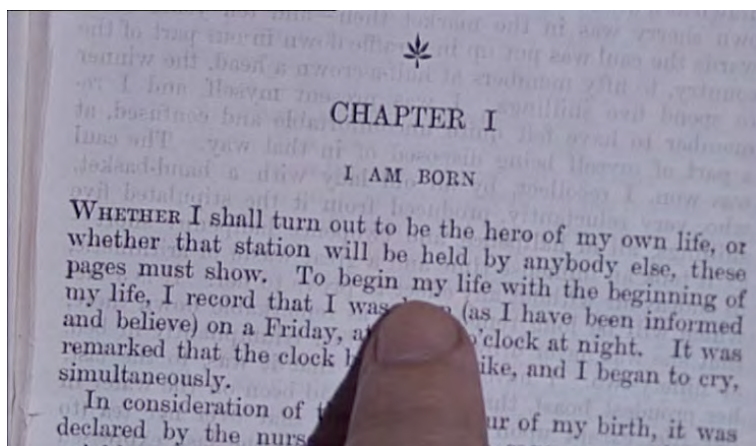 CHAPTER I
I AM BORN
WHETHER I shall turn out to be the hero of my own life, or
whether that station will be held by anybody else, these
pages must show. To begin my life with the beginning of
my life, I record that I was (as I have been informed
and believe) on a Friday, at o'clock at night. It was
remarked that the clock and I began to cry,
simultaneously.
In consideration of of my birth, it was
declared by the